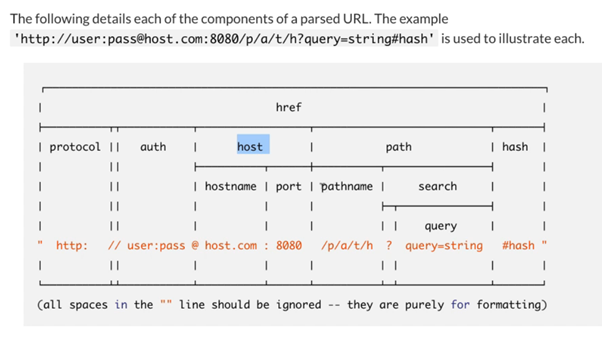 The following details each of the components of a parsed URL. The example
'http://user:pass@host.com:8080/p/a/t/h?query=string#hash' is used to illustrate each.
href
protocol || auth | host | path | hash
hostname | port | pathname | search
query
" http: // user:pass @ host.com : 8080 /p/a/t/h ? query=string #hash "
(all spaces in the "" line should be ignored -- they are purely for formatting)